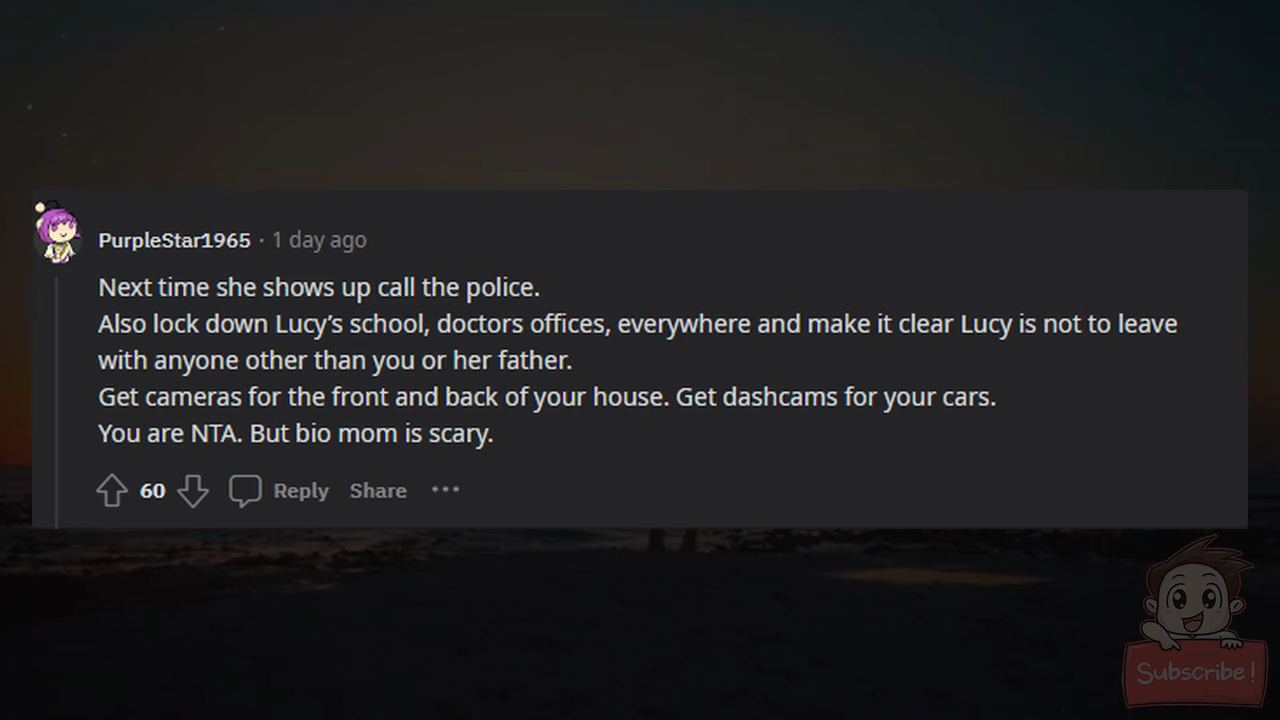 PurpleStar1965 · 1 day ago
Next time she shows up call the police.
Also lock down Lucy’s school, doctors offices, everywhere and make it clear Lucy is not to leave
with anyone other than you or her father.
Get cameras for the front and back of your house. Get dashcams for your cars.
You are NTA. But bio mom is scary.
60 Reply Share ···
Subscribe!